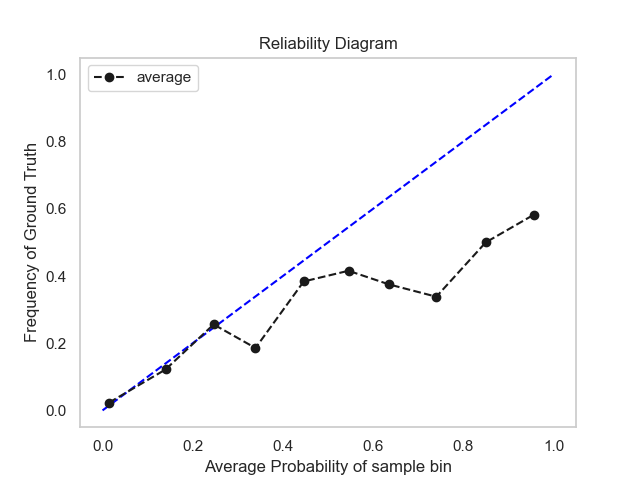 Reliability Diagram
average
Frequency of Ground Truth
1.0
0.8
0.6
0.4
0.2
0.0
0.0 0.2 0.4 0.6 0.8 1.0
Average Probability of sample bin